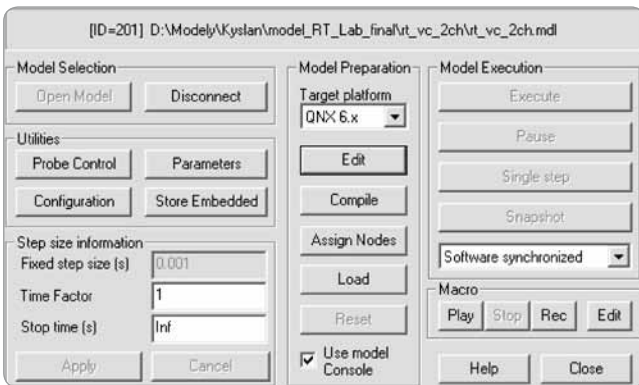 [ID=201] D:\Modely\Kyslan\model_RT_Lab_final\rt_vc_2ch\rt_vc_2ch.mdl
Model Selection
Open Model
Disconnect
Utilities
Probe Control
Parameters
Configuration
Store Embedded
Step size information
Fixed step size (s)
0.001
Time Factor
1
Stop time (s)
Inf
Apply
Cancel
Model Preparation
Target platform
QNX 6.x
Edit
Compile
Assign Nodes
Load
Reset
Use model
Console
Model Execution
Execute
Pause
Single step
Snapshot
Software synchronized
Macro
Play
Stop
Rec
Edit
Help
Close